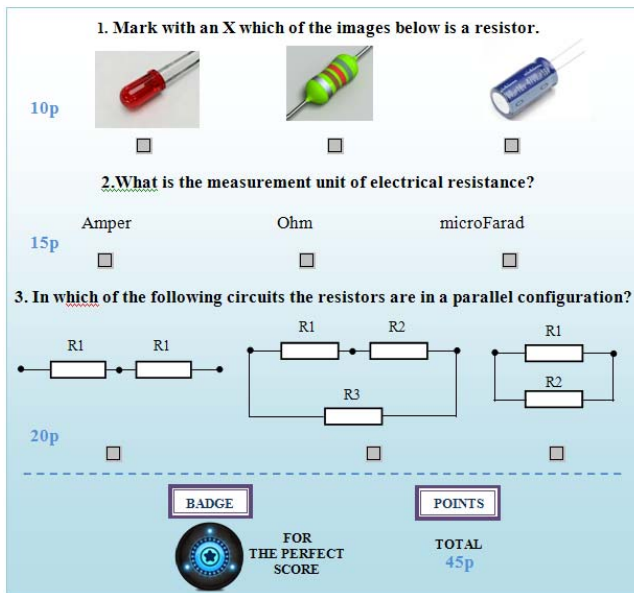 1. Mark with an X which of the images below is a resistor.
10p
2.What is the measurement unit of electrical resistance?
Amper Ohm microFarad
15p
3. In which of the following circuits the resistors are in a parallel configuration?
R1 R1 R1 R2 R1
R3 R2
20p
BADGE POINTS
FOR
THE PERFECT
SCORE
TOTAL
45p